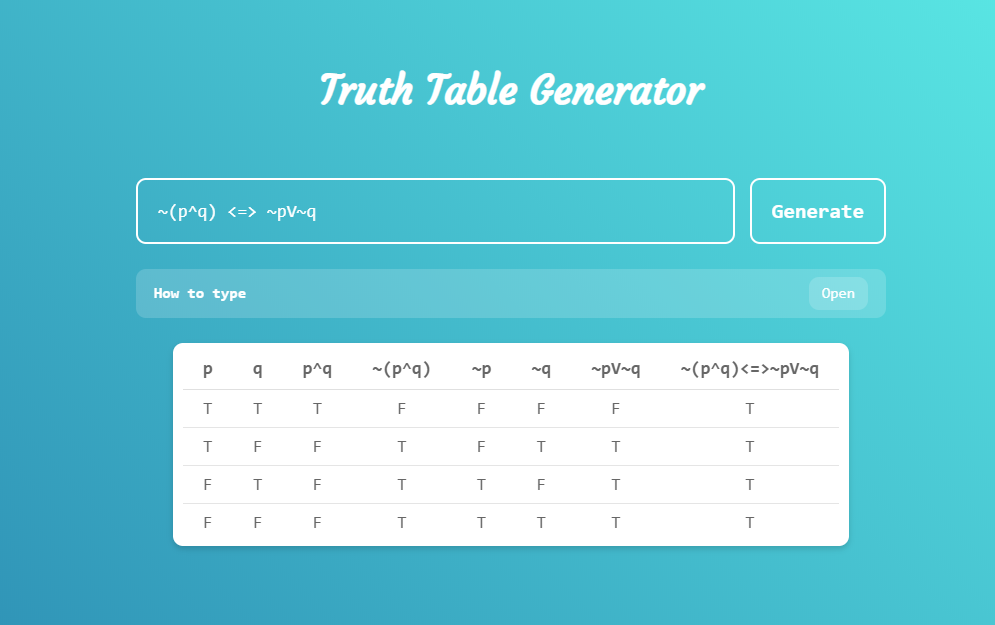 Truth Table Generator
~(p^q) <=> ~pV~q
Generate
How to type
Open
p q p^q ~(p^q) ~p ~q ~pV~q ~(p^q)<=>~pV~q
T T T F F F F T
T F F T F T T T
F T F T T F T T
F F F T T T T T